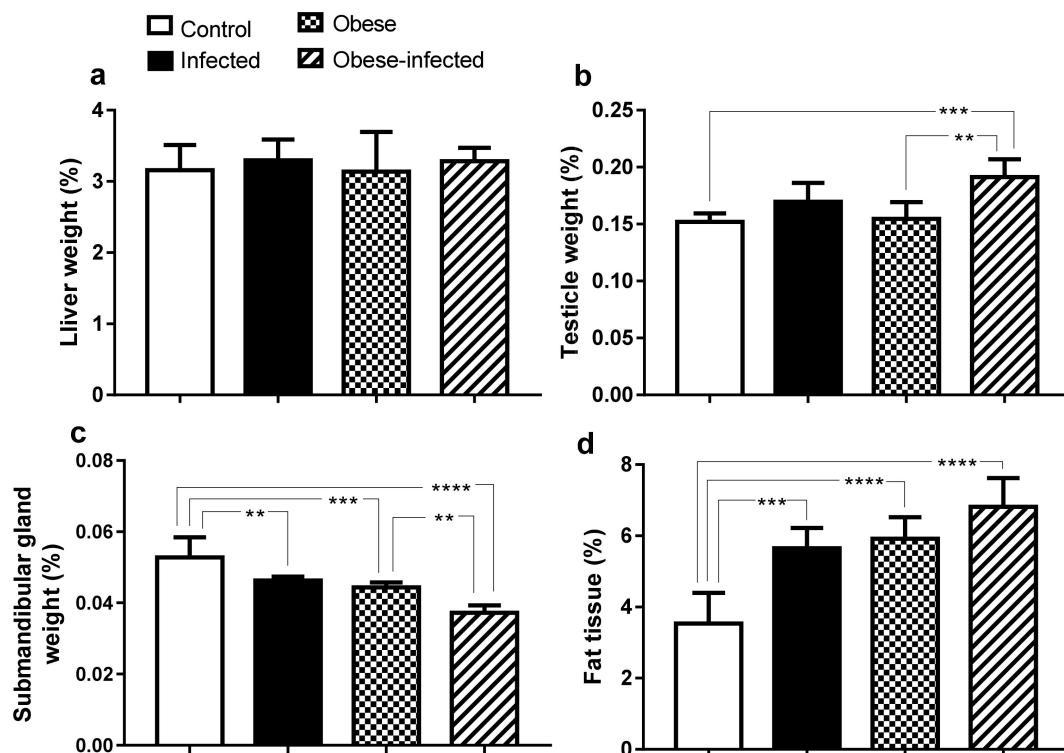 Control
Obese
Infected
Obese-infected
a
Lliver weight (%)
4
3
2
1
0
b
Testicle weight (%)
0.25
0.20
0.15
0.10
0.05
0.00
***
**
c
Submandibular gland
weight (%)
0.08
0.06
0.04
0.02
0.00
****
***
**
**
d
Fat tissue (%)
8
6
4
2
0
****
****
***